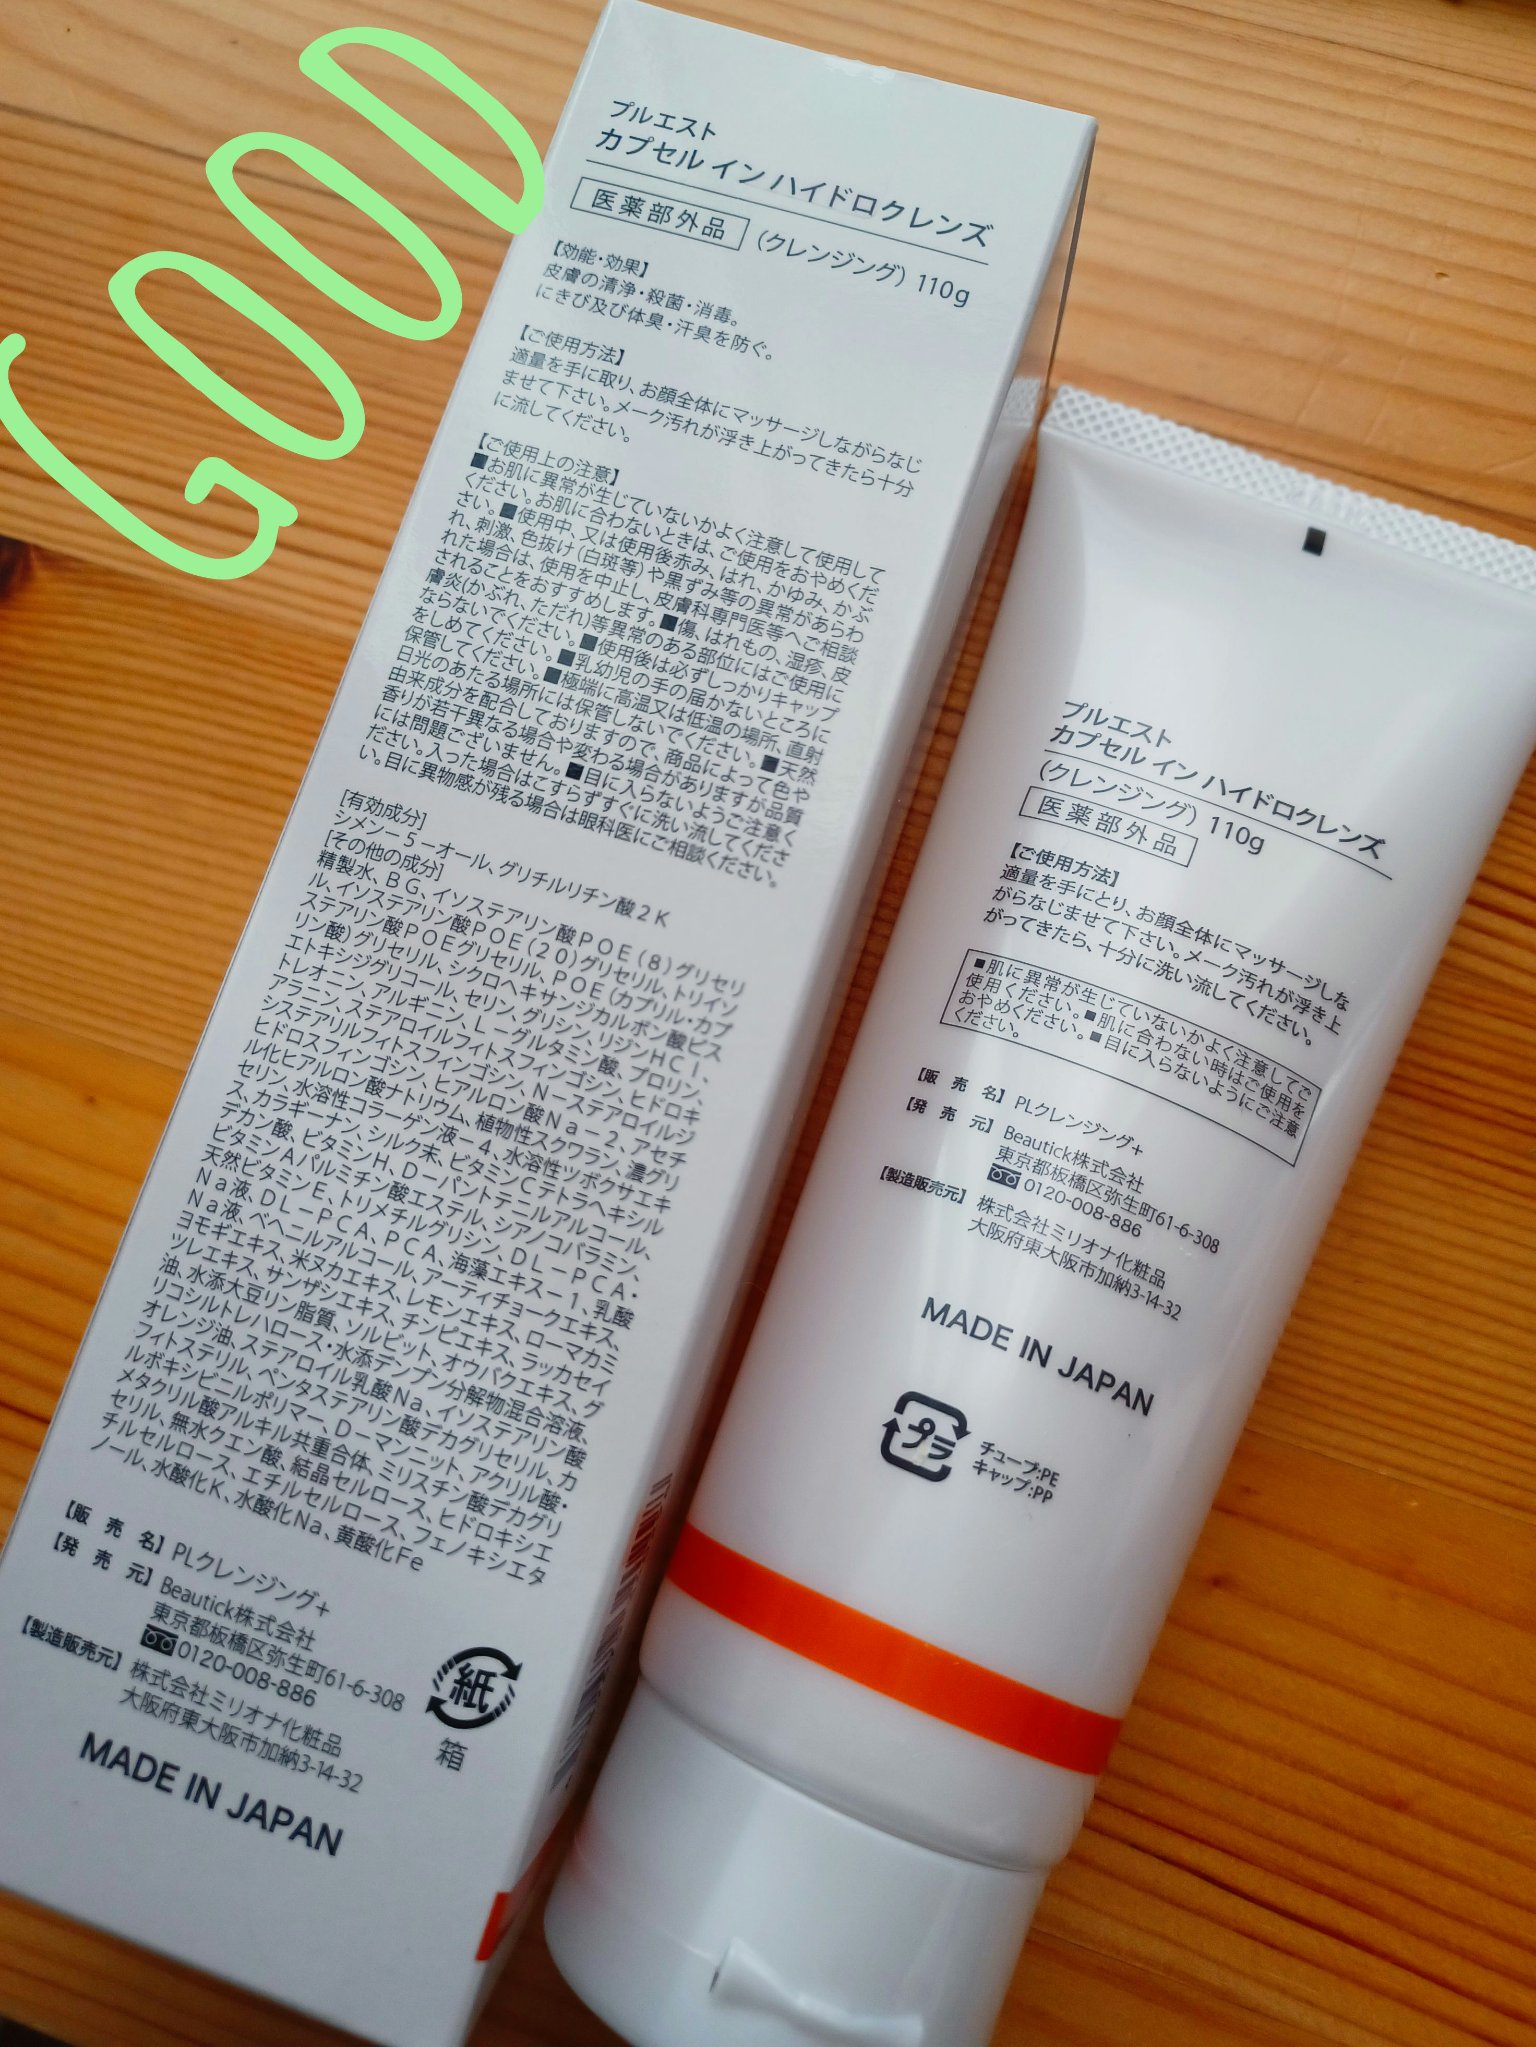 GOOD
プルエスト
カプセル イン ハイドロクレンズ
医薬部外品 (クレンジング) 110g
【効能・効果】
皮膚の清浄・殺菌・消毒。
にきび及び体臭・汗臭を防ぐ。
【ご使用方法】
適量を手に取り、お顔全体にマッサージしながらなじ
ませて下さい。メーク汚れが浮き上がってきたら十分
に流してください。
【ご使用上の注意】
■お肌に異常が生じていないかよく注意して使用して
ください。お肌に合わないときは、ご使用をおやめくだ
さい。■使用中、又は使用後赤み、はれ、かゆみ、かぶ
れ、刺激、色抜け(白斑等)や黒ずみ等の異常があらわ
れた場合は、使用を中止し、皮膚科専門医等へご相談
されることをおすすめします。■傷、はれもの、湿疹、皮
膚炎(かぶれ、ただれ)等異常のある部位にはご使用に
ならないでください。■使用後は必ずしっかりキャップ
をしめてください。■乳幼児の手の届かないところに
保管してください。■極端に高温又は低温の場所、直射
日光のあたる場所には保管しないでください。■天然
由来成分を配合しておりますので、商品によって色や
香りが若干異なる場合や変わる場合がありますが品質
には問題ございません。■目に入らないようご注意く
ださい。入った場合はこすらずすぐに洗い流してくださ
い。目に異物感が残る場合は眼科医にご相談ください。
[有効成分]
シメン－5－オール、グリチルリチン酸2K
[その他の成分]
精製水、BG、イソステアリン酸POE(8)グリセリ
ル、イソステアリン酸POE(20)グリセリル、トリイソ
ステアリン酸POEグリセリル、POE(カプリル・カプ
リン酸)グリセリル、シクロヘキサンジカルボン酸ビス
エトキシジグリコール、セリン、グリシン、リジンHCl、
トレオニン、アルギニン、L－グルタミン酸、プロリン、
アラニン、ステアロイルフィトスフィンゴシン、ヒドロキ
システアリルフィトスフィンゴシン、N－ステアロイルジ
ヒドロスフィンゴシン、ヒアルロン酸Na－2、アセチ
ル化ヒアルロン酸ナトリウム、植物性スクワラン、濃グリ
セリン、水溶性コラーゲン液－4、水溶性ツボクサエキ
ス、カラギーナン、シルク末、ビタミンCテトラヘキシル
デカン酸、ビタミンH、D－パントテニルアルコール、
ビタミンAパルミチン酸エステル、シアノコバラミン、
天然ビタミンE、トリメチルグリシン、DL－PCA・
Na液、DL－PCA、PCA、海藻エキス－1、乳酸
Na液、ベヘニルアルコール、アーティチョークエキス、
ヨモギエキス、米ヌカエキス、レモンエキス、ローマカミ
ツレエキス、サンザシエキス、チンピエキス、ラッカセイ
油、水添大豆リン脂質、ソルビット、オウバクエキス、グ
リコシルトレハロース・水添デンプン分解物混合溶液、
オレンジ油、ステアロイル乳酸Na、イソステアリン酸
フィトステリル、ペンタステアリン酸デカグリセリル、カ
ルボキシビニルポリマー、D－マンニット、アクリル酸・
メタクリル酸アルキル共重合体、ミリスチン酸デカグリ
セリル、無水クエン酸、結晶セルロース、ヒドロキシエ
チルセルロース、エチルセルロース、フェノキシエタ
ノール、水酸化K、水酸化Na、黄酸化Fe
【販売名】PLクレンジング+
【発売元】Beautick株式会社
東京都板橋区弥生町61-6-308
0120-008-886
【製造販売元】株式会社ミリオナ化粧品
大阪府東大阪市加納3-14-32
MADE IN JAPAN
紙
箱
プルエスト
カプセル イン ハイドロクレンズ
(クレンジング) 110g
医薬部外品
【ご使用方法】
適量を手にとり、お顔全体にマッサージしな
がらなじませて下さい。メーク汚れが浮き上
がってきたら、十分に洗い流してください。
■肌に異常が生じていないかよく注意してご
使用ください。■肌に合わない時はご使用を
おやめください。■目に入らないようにご注意
ください。
【販売名】PLクレンジング+
【発売元】Beautick株式会社
東京都板橋区弥生町61-6-308
0120-008-886
【製造販売元】株式会社ミリオナ化粧品
大阪府東大阪市加納3-14-32
MADE IN JAPAN
プラ
チューブ:PE
キャップ:PP